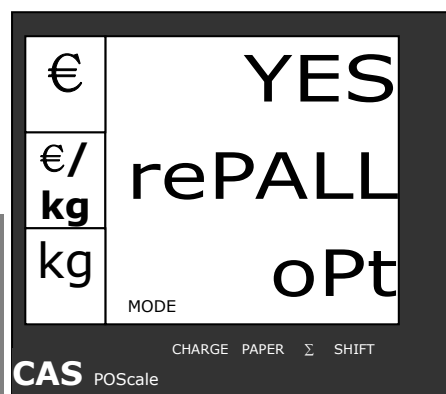 € YES
€/kg rePALL
kg oPt
MODE
CHARGE PAPER Σ SHIFT
CAS POScale